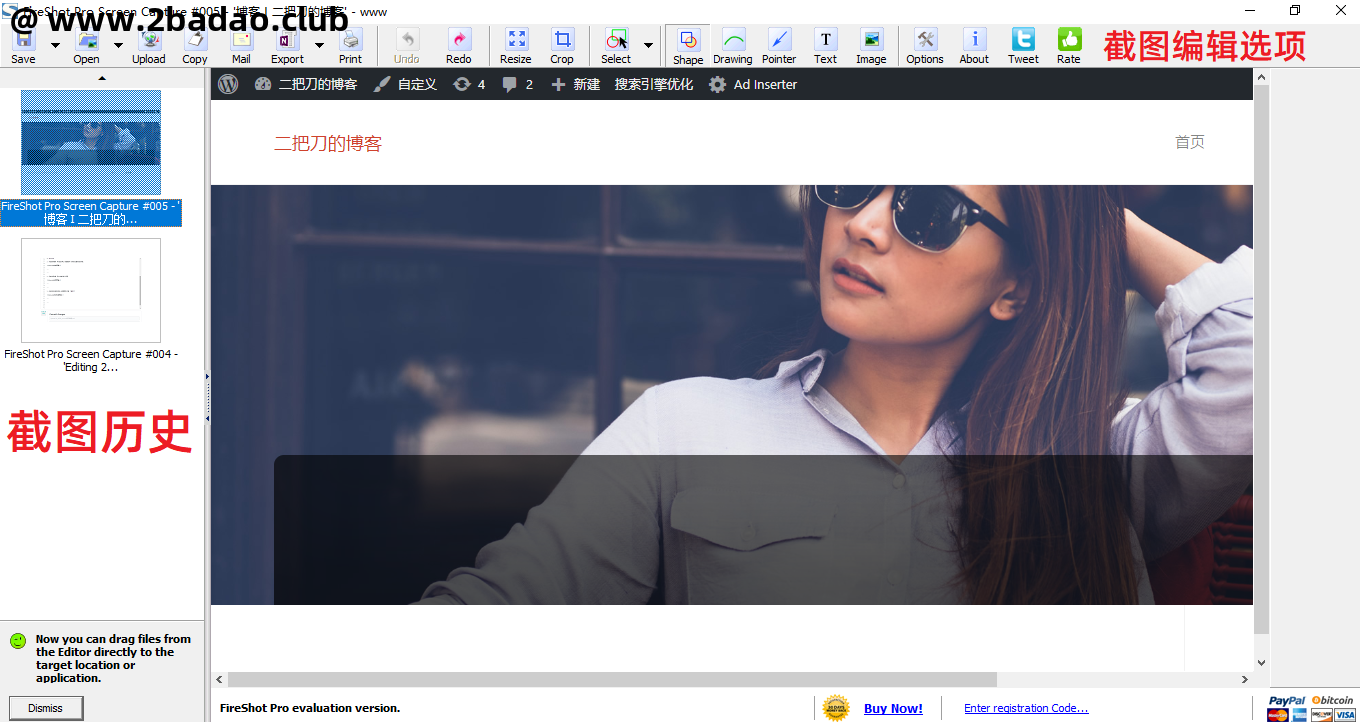 FireShot Pro Screen Capture #005 - '博客 I 二把刀的博客' - www
@ www.2badao.club
Save
Open
Upload
Copy
Mail
Export
Print
Undo
Redo
Resize
Crop
Select
Shape
Drawing
Pointer
Text
Image
Options
About
Tweet
Rate
截图编辑选项
二把刀的博客
自定义
4
2
新建
搜索引擎优化
Ad Inserter
FireShot Pro Screen Capture #005 - '
博客 I 二把刀的...
FireShot Pro Screen Capture #004 -
'Editing 2...
截图历史
二把刀的博客
首页
Now you can drag files from
the Editor directly to the
target location or
application.
Dismiss
FireShot Pro evaluation version.
Buy Now!
Enter registration Code...
PayPal
bitcoin
VISA